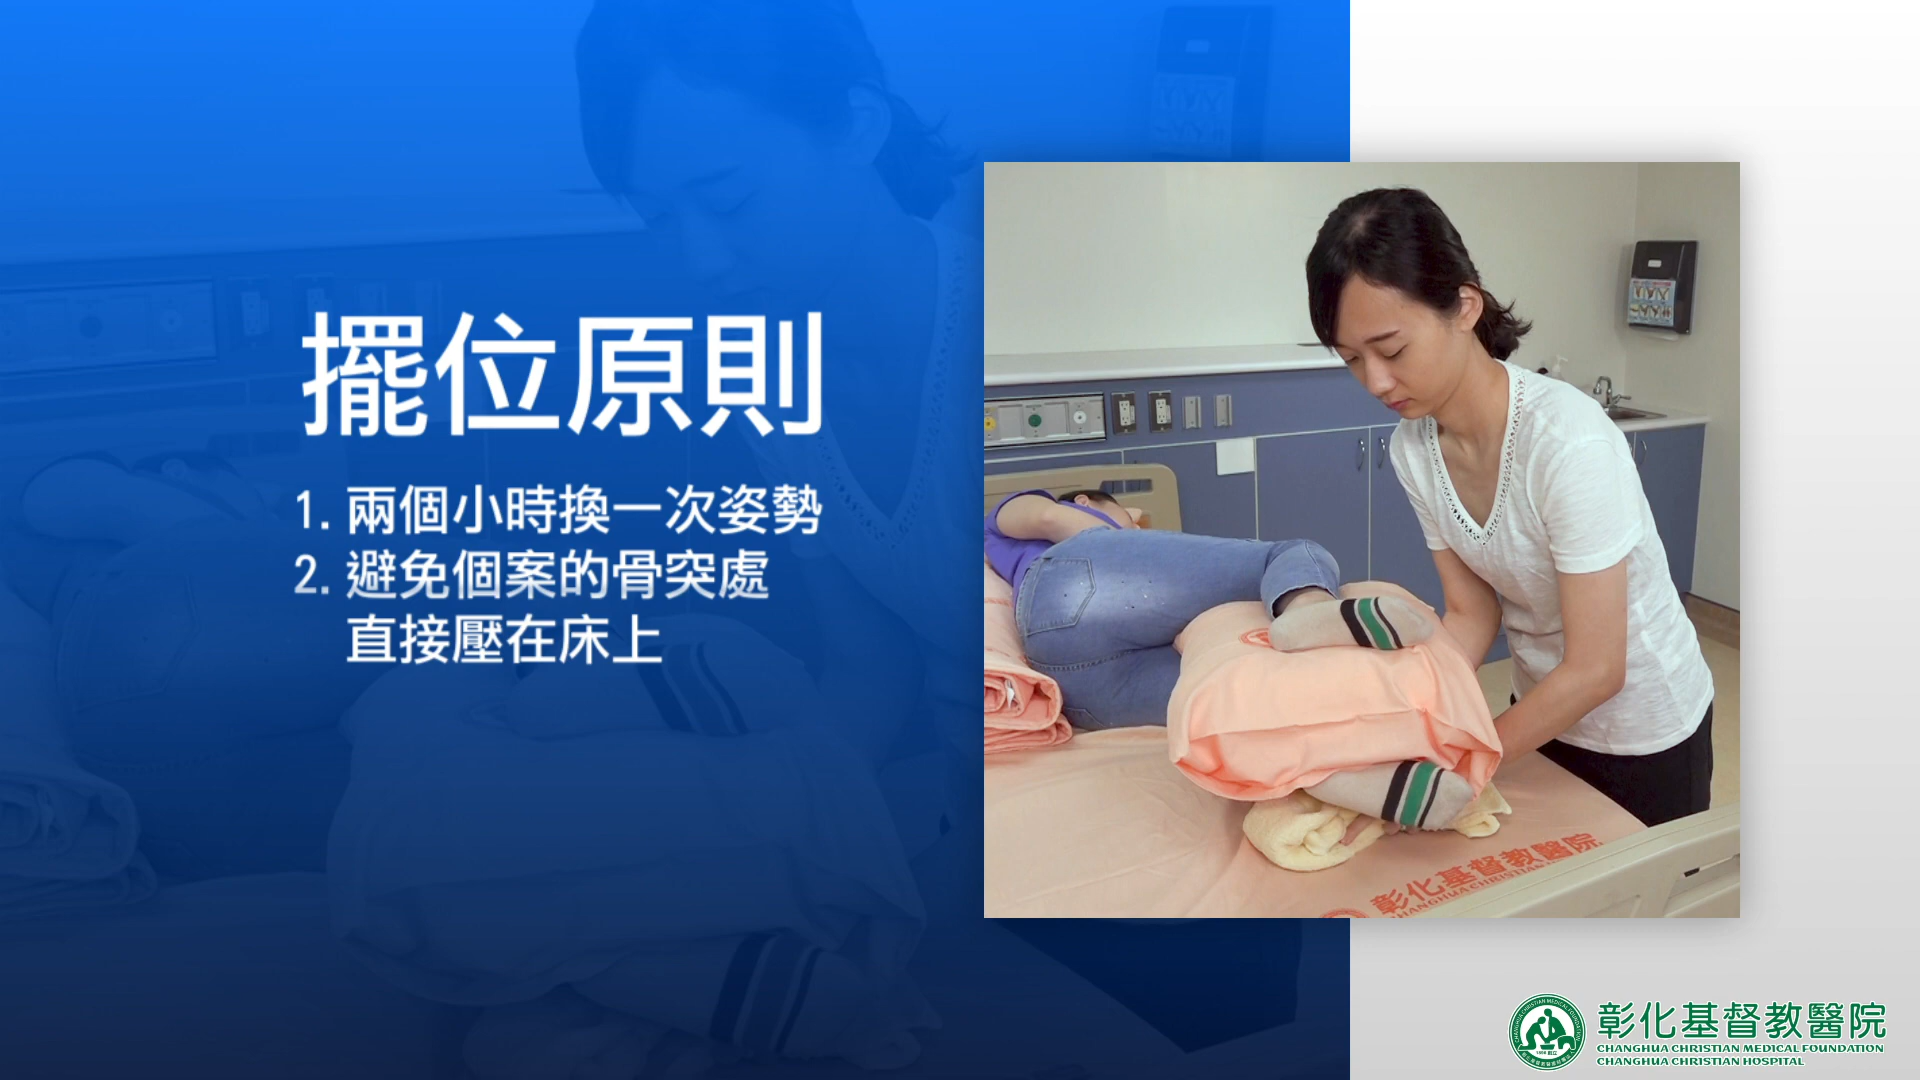 擺位原則
1. 兩個小時換一次姿勢
2. 避免個案的骨突處
直接壓在床上
彰化基督教醫院
CHANGHUA CHRISTIAN
彰化基督教醫院
CHANGHUA CHRISTIAN MEDICAL FOUNDATION
CHANGHUA CHRISTIAN HOSPITAL